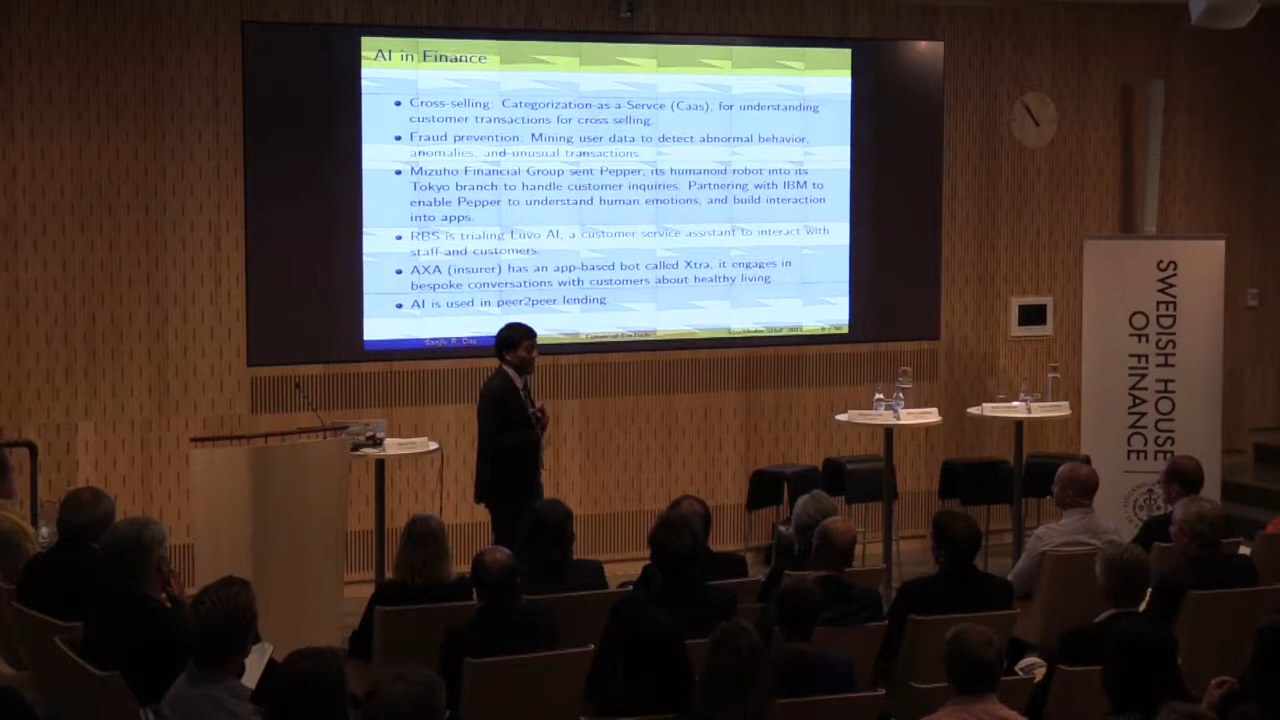 AI in Finance
• Cross-selling: Categorization-as-a-Servce (Caas), for understanding
customer transactions for cross selling.
• Fraud prevention: Mining user data to detect abnormal behavior,
anomalies, and unusual transactions.
• Mizuho Financial Group sent Pepper, its humanoid robot into its
Tokyo branch to handle customer inquiries. Partnering with IBM to
enable Pepper to understand human emotions, and build interaction
into apps.
• RBS is trialing Luvo AI, a customer service assistant to interact with
staff and customers.
• AXA (insurer) has an app-based bot called Xtra, it engages in
bespoke conversations with customers about healthy living.
• AI is used in peer2peer lending.
Sanjiv R. Das
Future of FinTech
SWEDISH HOUSE
OF FINANCE